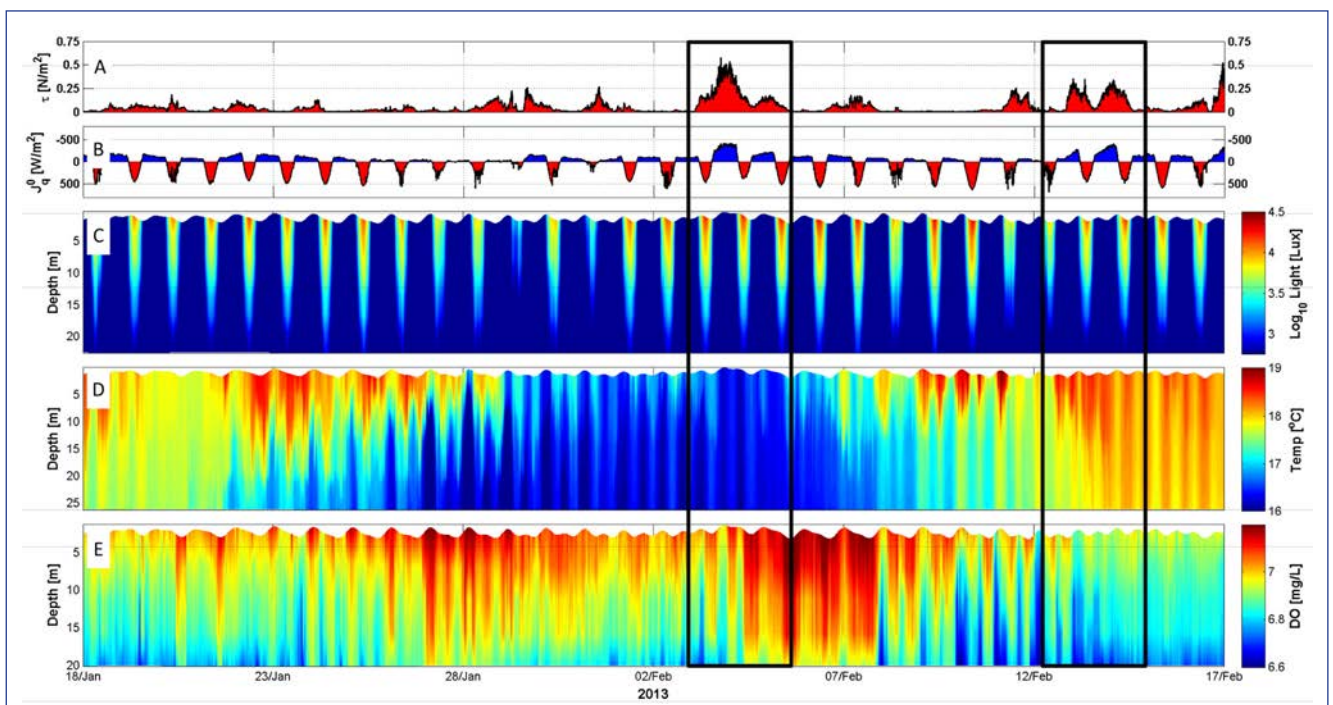 0.75 0.75
A
0.5 0.5
τ [N/m²]
0.25 0.25
0 0
B
-500 -500
J_q^0 [W/m²]
0 0
500 500
C
5
10
15
20
Depth [m]
4.5
4
3.5
3
Log₁₀ Light [Lux]
D
5
10
15
20
25
Depth [m]
19
18
17
16
Temp [°C]
E
5
10
15
20
Depth [m]
7
6.8
6.6
DO [mg/L]
18/Jan 23/Jan 28/Jan 02/Feb 07/Feb 12/Feb 17/Feb
2013